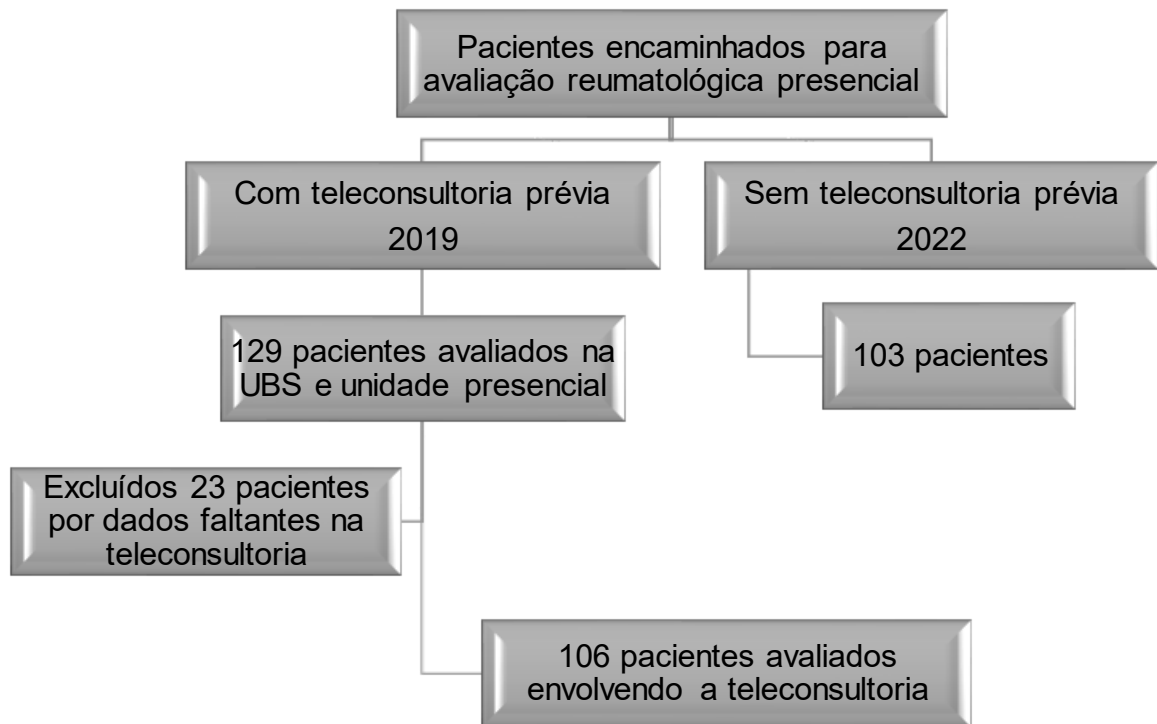 Pacientes encaminhados para
avaliação reumatológica presencial
Com teleconsultoria prévia
2019
Sem teleconsultoria prévia
2022
129 pacientes avaliados na
UBS e unidade presencial
103 pacientes
Excluídos 23 pacientes
por dados faltantes na
teleconsultoria
106 pacientes avaliados
envolvendo a teleconsultoria